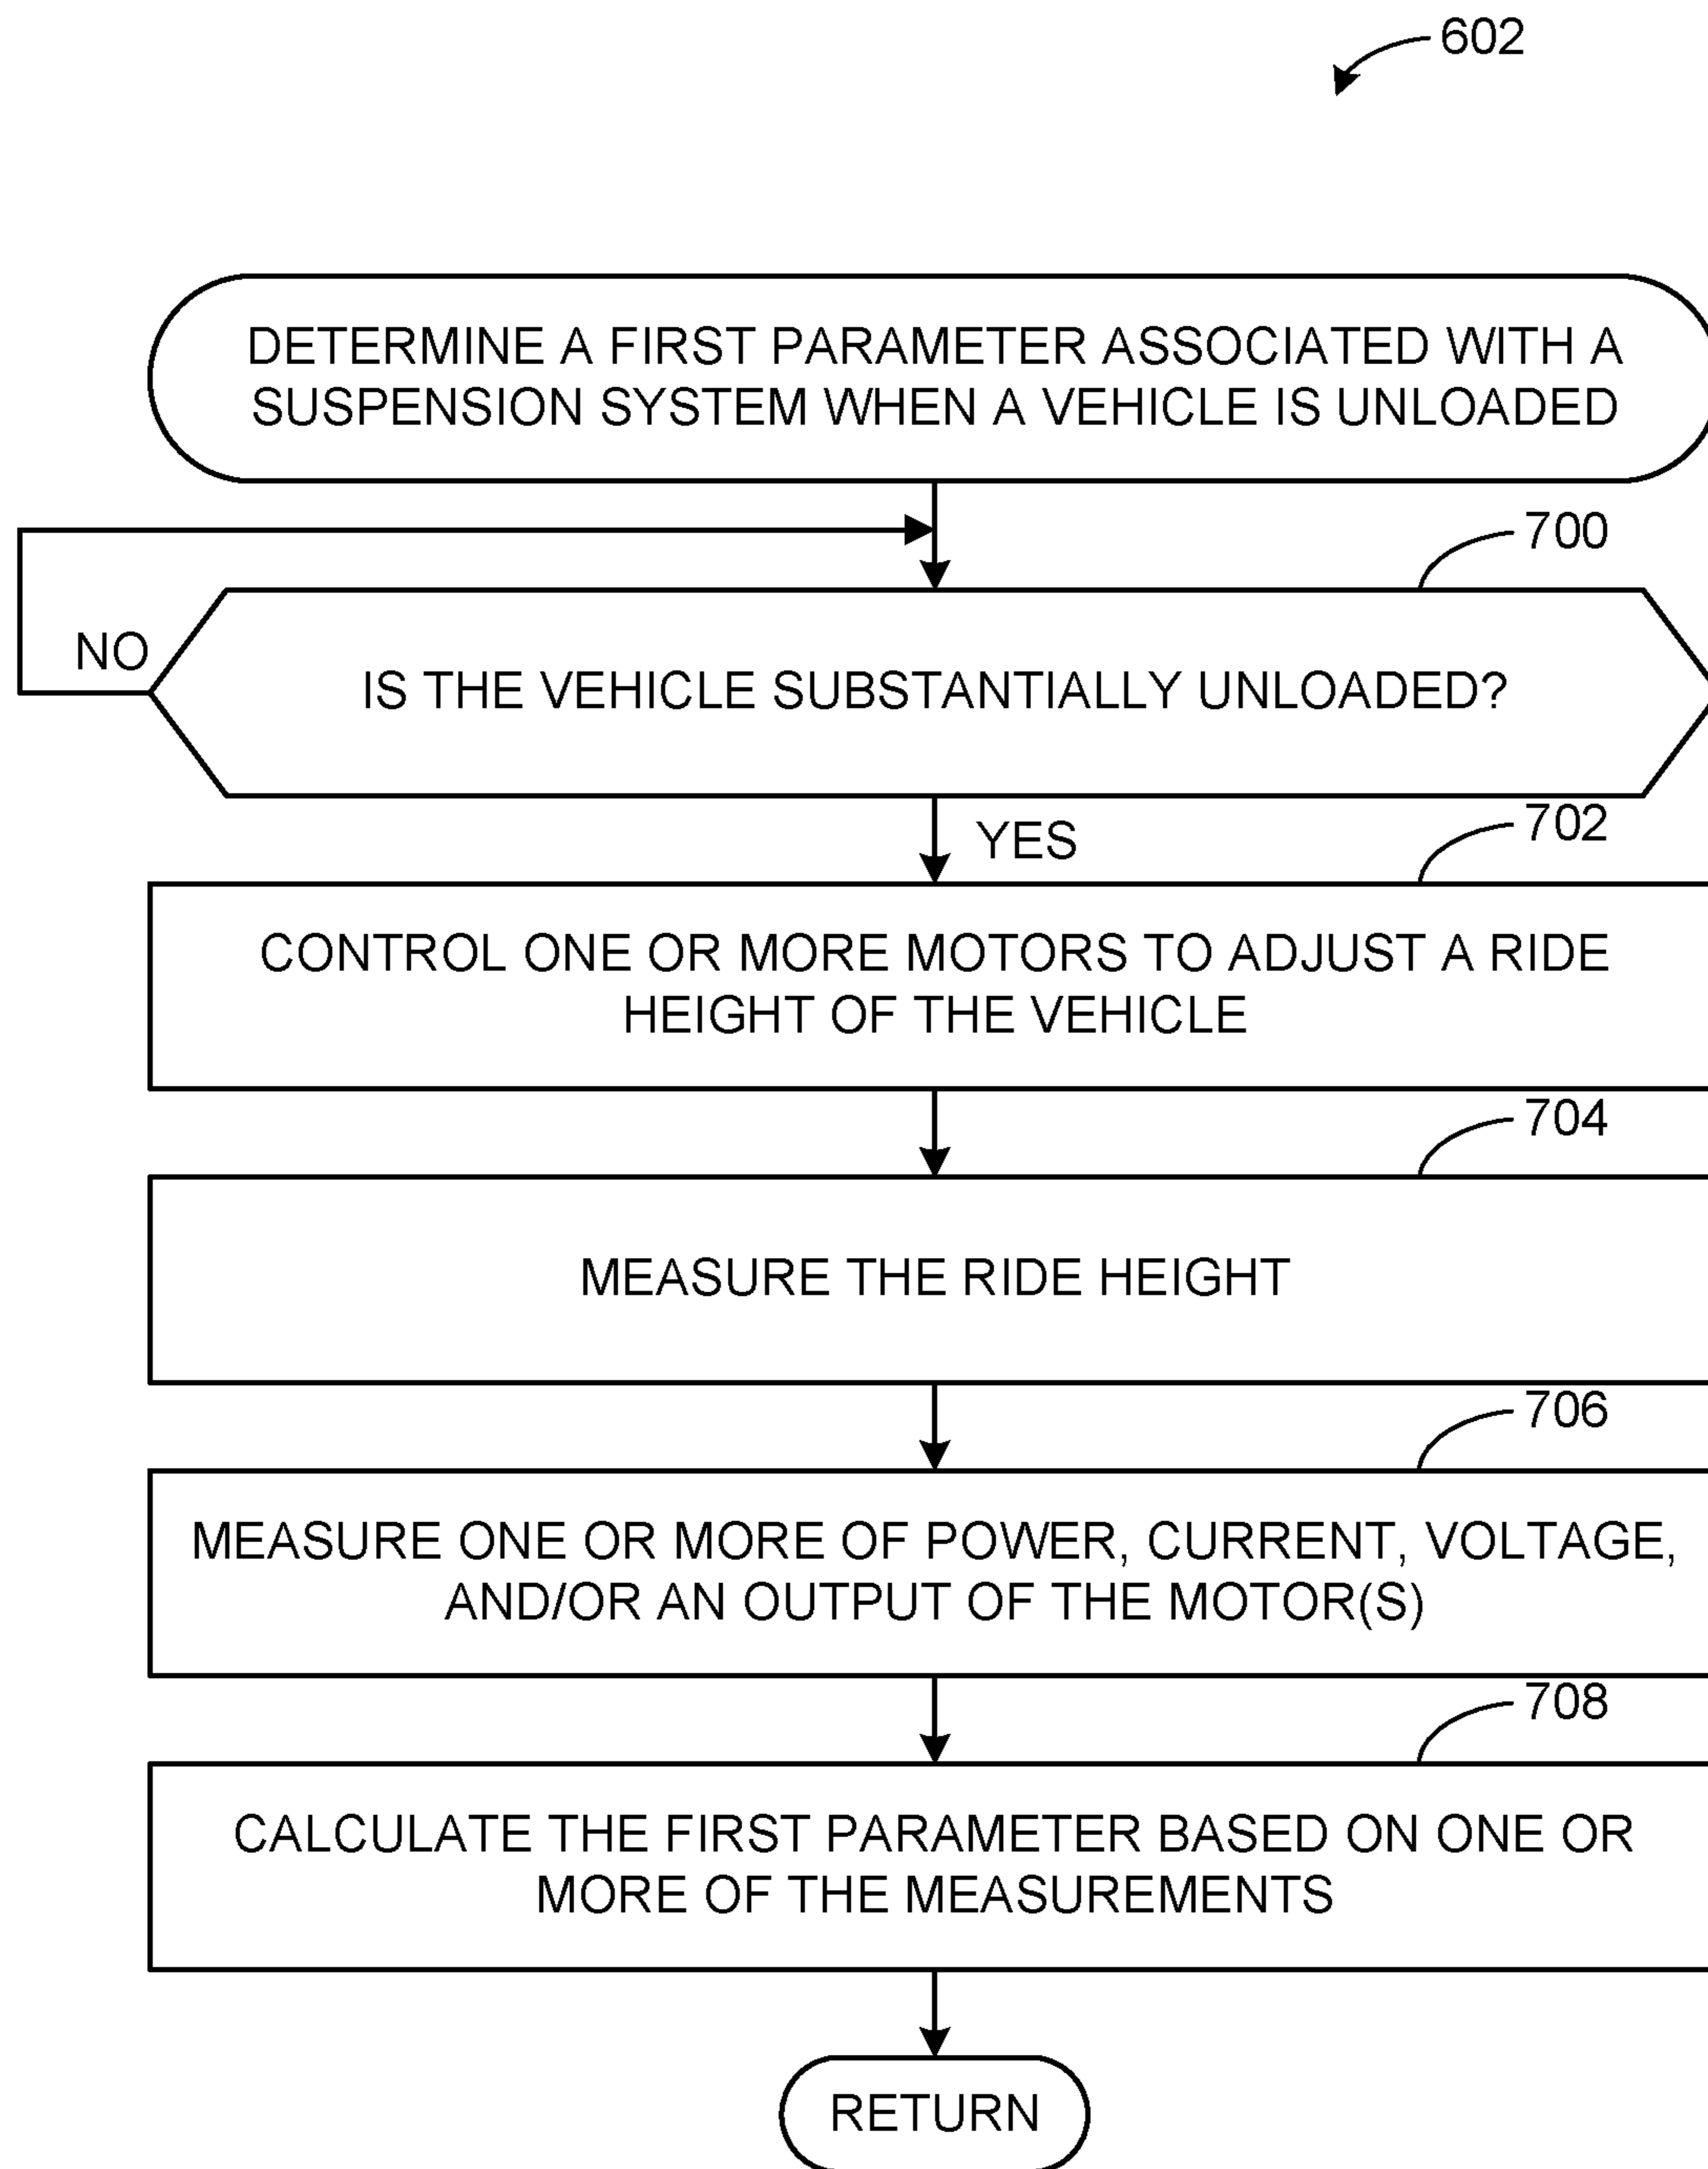 602
DETERMINE A FIRST PARAMETER ASSOCIATED WITH A
SUSPENSION SYSTEM WHEN A VEHICLE IS UNLOADED
700
NO
IS THE VEHICLE SUBSTANTIALLY UNLOADED?
YES
702
CONTROL ONE OR MORE MOTORS TO ADJUST A RIDE
HEIGHT OF THE VEHICLE
704
MEASURE THE RIDE HEIGHT
706
MEASURE ONE OR MORE OF POWER, CURRENT, VOLTAGE,
AND/OR AN OUTPUT OF THE MOTOR(S)
708
CALCULATE THE FIRST PARAMETER BASED ON ONE OR
MORE OF THE MEASUREMENTS
RETURN